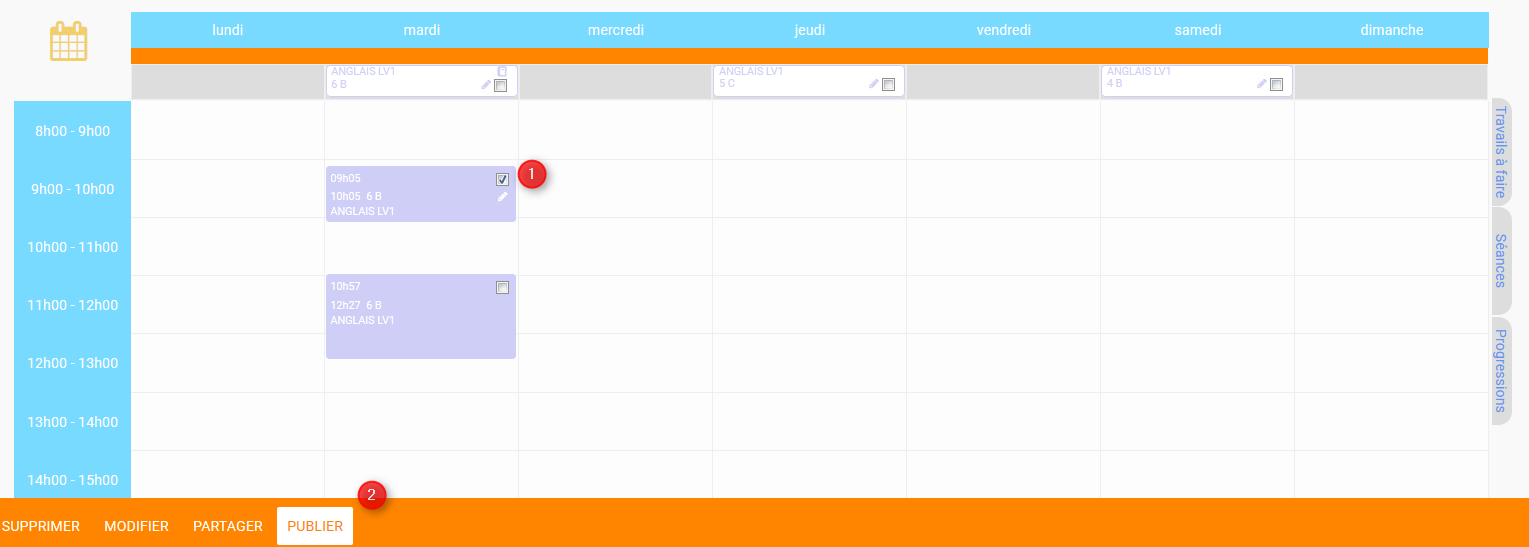 lundi mardi mercredi jeudi vendredi samedi dimanche
ANGLAIS LV1
6 B
ANGLAIS LV1
5 C
ANGLAIS LV1
4 B
8h00 - 9h00
9h00 - 10h00
10h00 - 11h00
11h00 - 12h00
12h00 - 13h00
13h00 - 14h00
14h00 - 15h00
09h05
10h05 6 B
ANGLAIS LV1
1
10h57
12h27 6 B
ANGLAIS LV1
Travails à faire
Séances
Progressions
2
SUPPRIMER MODIFIER PARTAGER PUBLIER